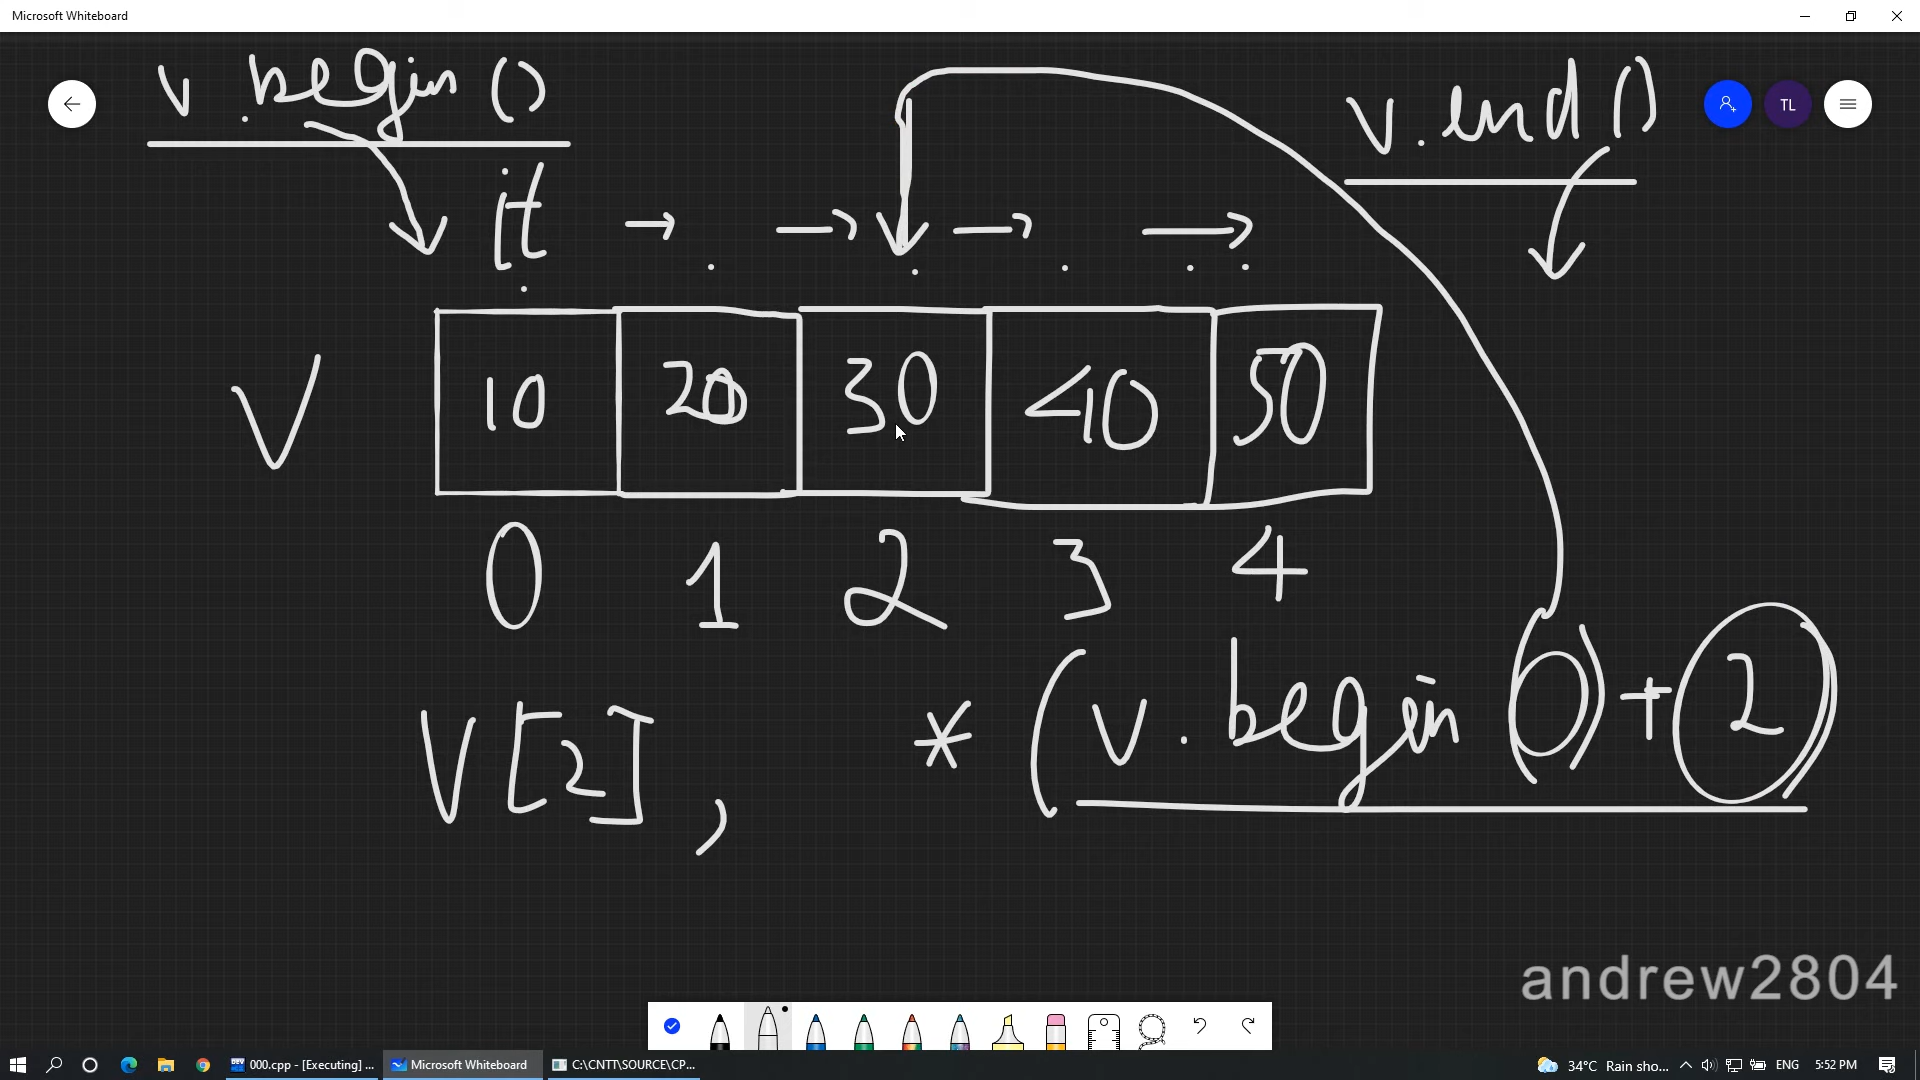 Microsoft Whiteboard
v.begin()
v.end()
TL
it
V
10 20 30 40 50
0 1 2 3 4
V[2], *(v.begin()+2)
andrew2804
000.cpp - [Executing] ...
Microsoft Whiteboard
C:\CNTT\SOURCE\CP...
34°C Rain sho...
ENG
5:52 PM